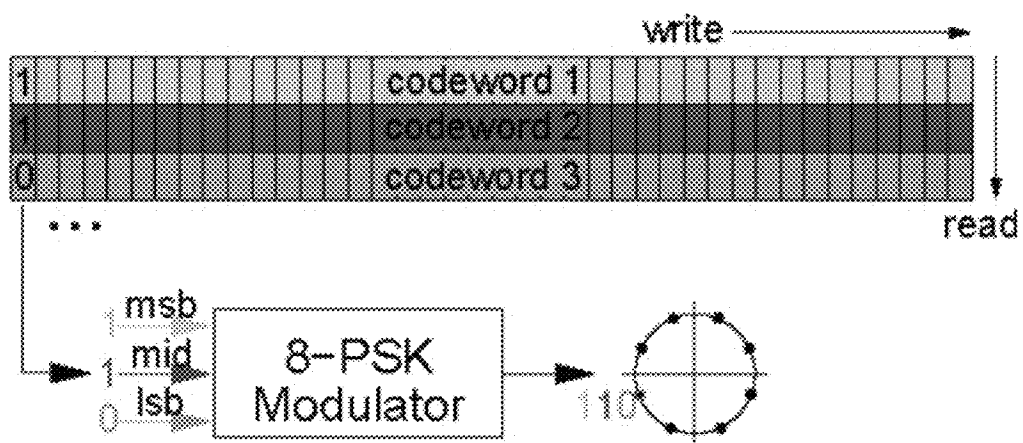 write
1 codeword 1
1 codeword 2
0 codeword 3
...
read
1 msb
1 mid
0 lsb
8-PSK
Modulator
110